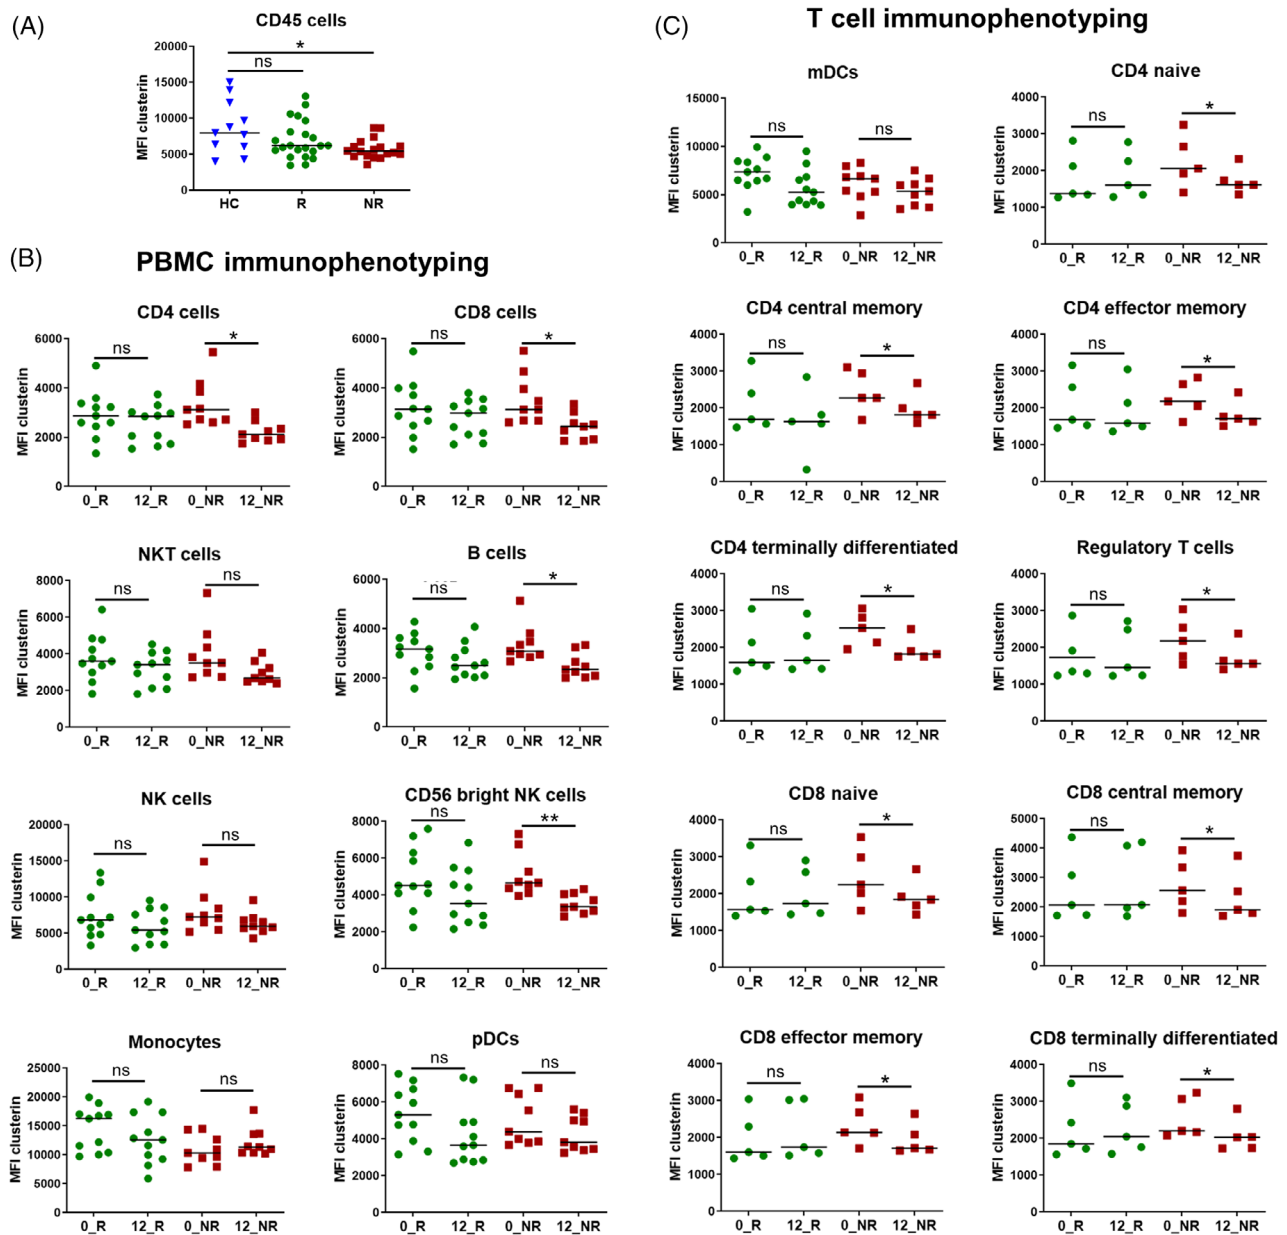 (A)
CD45 cells
MFI clusterin
20000
15000
10000
5000
0
*
ns
HC R NR
(B)
PBMC immunophenotyping
CD4 cells
MFI clusterin
6000
4000
2000
0
ns *
0_R 12_R 0_NR 12_NR
CD8 cells
MFI clusterin
6000
4000
2000
0
ns *
0_R 12_R 0_NR 12_NR
NKT cells
MFI clusterin
8000
6000
4000
2000
0
ns ns
0_R 12_R 0_NR 12_NR
B cells
MFI clusterin
6000
4000
2000
0
ns *
0_R 12_R 0_NR 12_NR
NK cells
MFI clusterin
20000
15000
10000
5000
0
ns ns
0_R 12_R 0_NR 12_NR
CD56 bright NK cells
MFI clusterin
8000
6000
4000
2000
0
ns **
0_R 12_R 0_NR 12_NR
Monocytes
MFI clusterin
25000
20000
15000
10000
5000
0
ns ns
0_R 12_R 0_NR 12_NR
pDCs
MFI clusterin
8000
6000
4000
2000
0
ns ns
0_R 12_R 0_NR 12_NR
(C)
T cell immunophenotyping
mDCs
MFI clusterin
15000
10000
5000
0
ns ns
0_R 12_R 0_NR 12_NR
CD4 naive
MFI clusterin
4000
3000
2000
1000
0
ns *
0_R 12_R 0_NR 12_NR
CD4 central memory
MFI clusterin
4000
3000
2000
1000
0
ns *
0_R 12_R 0_NR 12_NR
CD4 effector memory
MFI clusterin
4000
3000
2000
1000
0
ns *
0_R 12_R 0_NR 12_NR
CD4 terminally differentiated
MFI clusterin
4000
3000
2000
1000
0
ns *
0_R 12_R 0_NR 12_NR
Regulatory T cells
MFI clusterin
4000
3000
2000
1000
0
ns *
0_R 12_R 0_NR 12_NR
CD8 naive
MFI clusterin
4000
3000
2000
1000
0
ns *
0_R 12_R 0_NR 12_NR
CD8 central memory
MFI clusterin
5000
4000
3000
2000
1000
0
ns *
0_R 12_R 0_NR 12_NR
CD8 effector memory
MFI clusterin
4000
3000
2000
1000
0
ns *
0_R 12_R 0_NR 12_NR
CD8 terminally differentiated
MFI clusterin
4000
3000
2000
1000
0
ns *
0_R 12_R 0_NR 12_NR